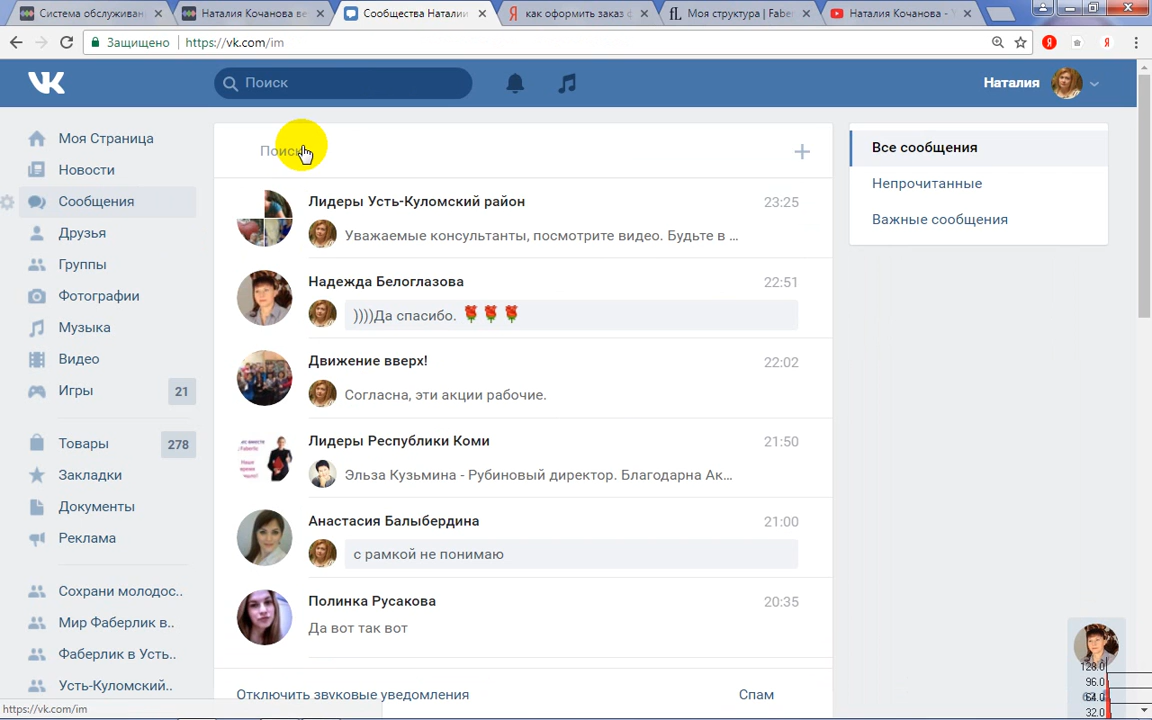 Система обслуживан
Наталия Кочанова ве
Сообщества Наталии
как оформить заказ ф
Моя структура | Faber
Наталия Кочанова - Y
Защищено
https://vk.com/im
Поиск
Наталия
Моя Страница
Новости
Сообщения
Друзья
Группы
Фотографии
Музыка
Видео
Игры 21
Товары 278
Закладки
Документы
Реклама
Сохрани молодос..
Мир Фаберлик в..
Фаберлик в Усть..
Усть-Куломский..
https://vk.com/im
Поиск
Лидеры Усть-Куломский район 23:25
Уважаемые консультанты, посмотрите видео. Будьте в ...
Надежда Белоглазова 22:51
))))Да спасибо. 🌹 🌹 🌹
Движение вверх! 22:02
Согласна, эти акции рабочие.
Лидеры Республики Коми 21:50
Эльза Кузьмина - Рубиновый директор. Благодарна Ак...
Анастасия Балыбердина 21:00
с рамкой не понимаю
Полинка Русакова 20:35
Да вот так вот
Отключить звуковые уведомления Спам
Все сообщения
Непрочитанные
Важные сообщения
128.0
96.0
64.0
32.0